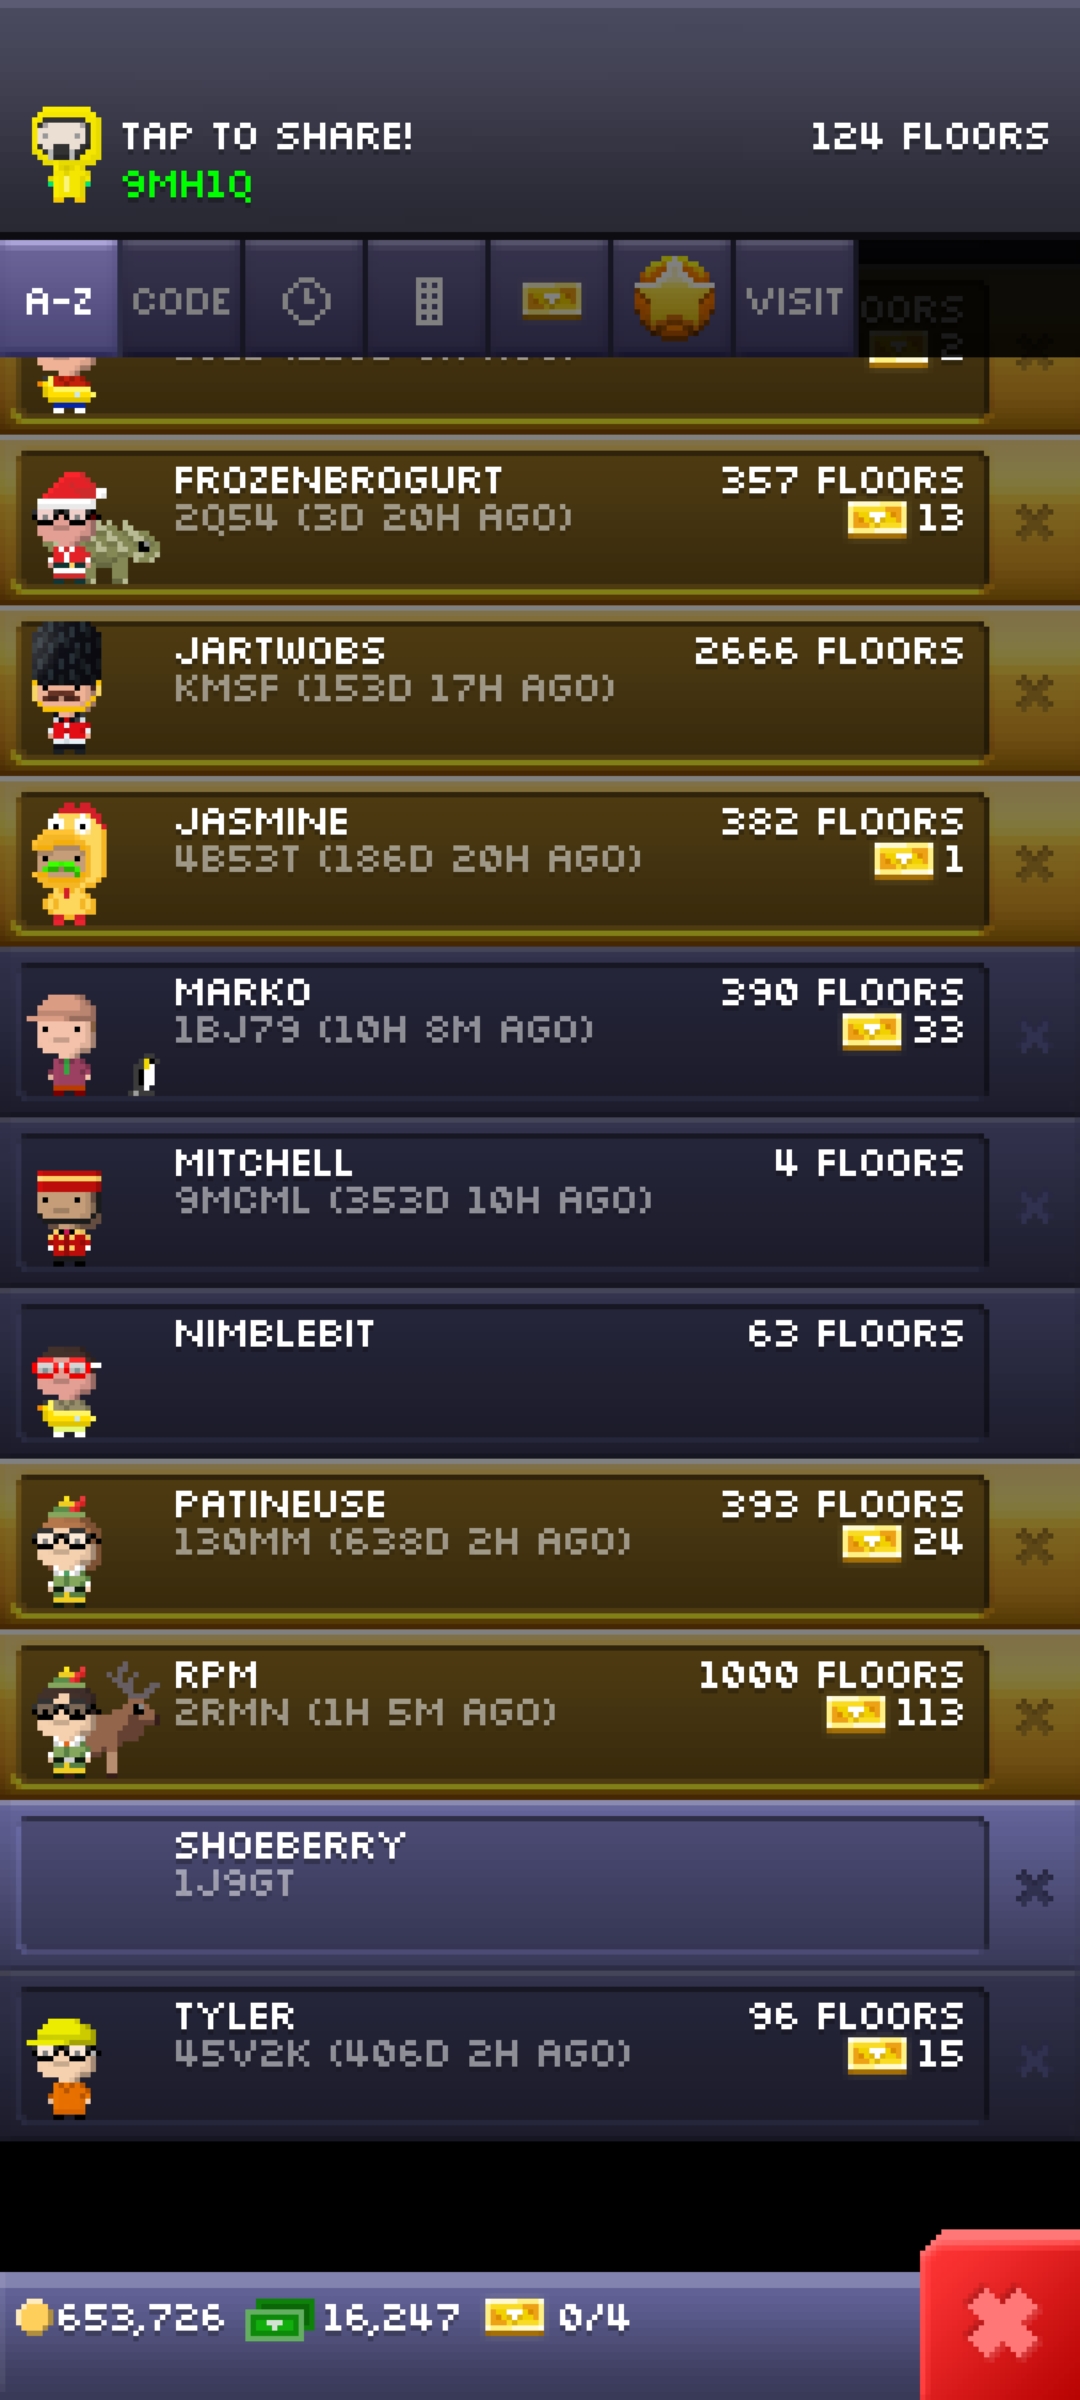 TAP TO SHARE!
124 FLOORS
9MH1Q
A-Z
CODE
VISIT
2
FROZENBROGURT
357 FLOORS
2Q54 (3D 20H AGO)
13
JARTWOBS
2666 FLOORS
KMSF (153D 17H AGO)
JASMINE
382 FLOORS
4B53T (186D 20H AGO)
1
MARKO
390 FLOORS
1BJ79 (10H 8M AGO)
33
MITCHELL
4 FLOORS
9MCML (353D 10H AGO)
NIMBLEBIT
63 FLOORS
PATINEUSE
393 FLOORS
130MM (638D 2H AGO)
24
RPM
1000 FLOORS
2RMN (1H 5M AGO)
113
SHOEBERRY
1J9GT
TYLER
96 FLOORS
45V2K (406D 2H AGO)
15
653,726
16,247
0/4